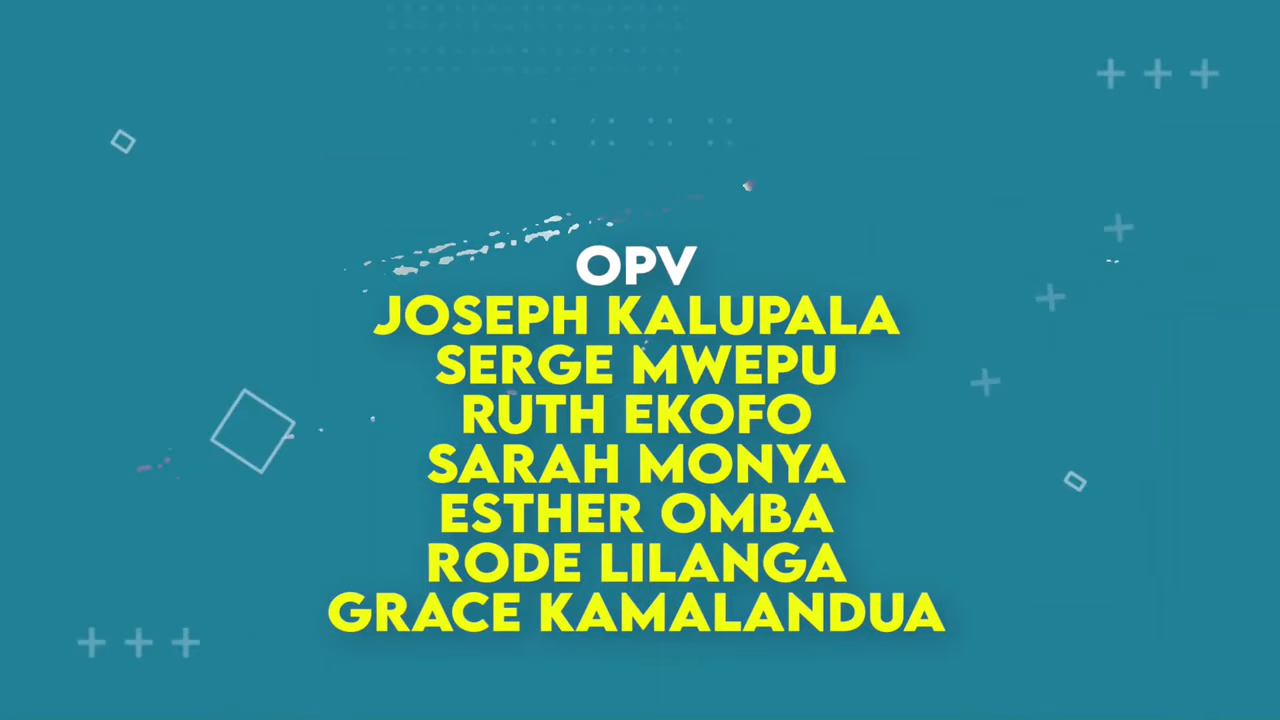 OPV
JOSEPH KALUPALA
SERGE MWEPU
RUTH EKOFO
SARAH MONYA
ESTHER OMBA
RODE LILANGA
GRACE KAMALANDUA